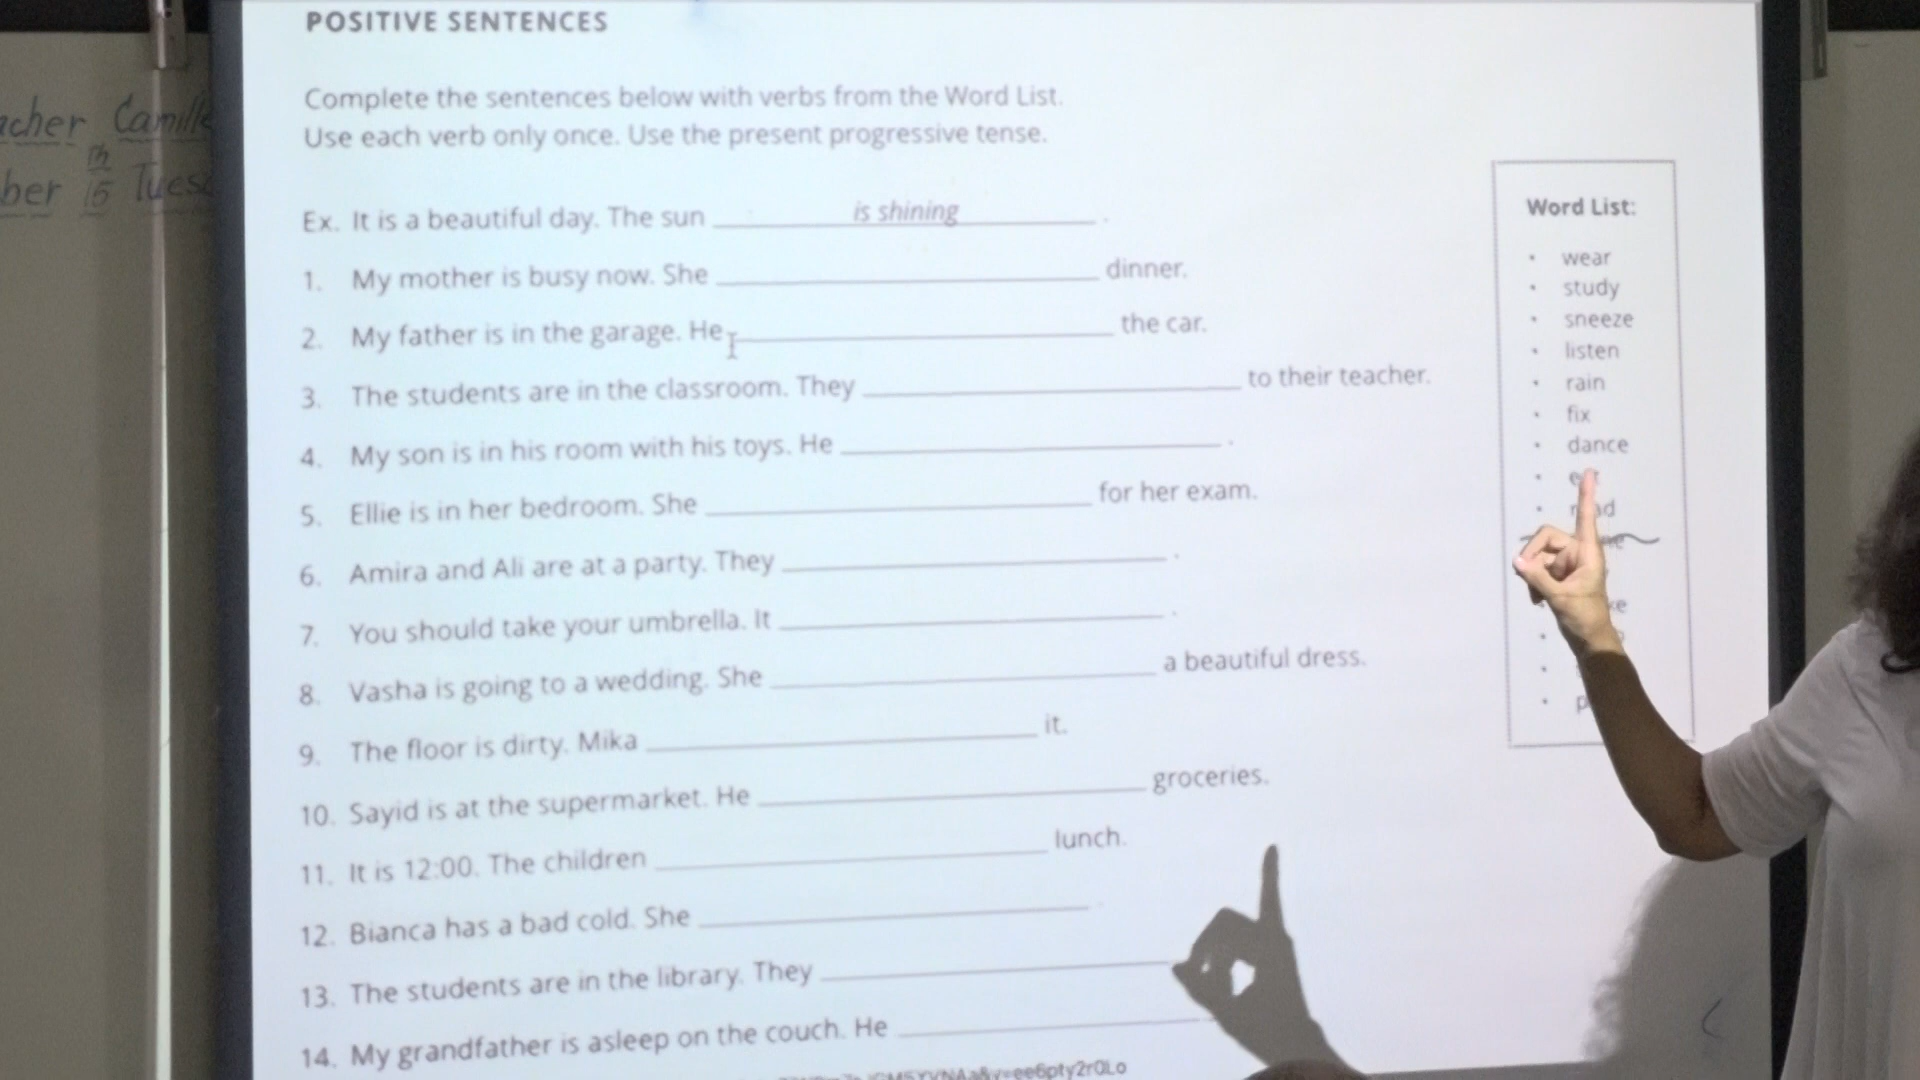 POSITIVE SENTENCES
Complete the sentences below with verbs from the Word List.
Use each verb only once. Use the present progressive tense.
Ex. It is a beautiful day. The sun is shining .
1. My mother is busy now. She dinner.
2. My father is in the garage. He the car.
3. The students are in the classroom. They to their teacher.
4. My son is in his room with his toys. He .
5. Ellie is in her bedroom. She for her exam.
6. Amira and Ali are at a party. They .
7. You should take your umbrella. It .
8. Vasha is going to a wedding. She a beautiful dress.
9. The floor is dirty. Mika it.
10. Sayid is at the supermarket. He groceries.
11. It is 12:00. The children lunch.
12. Bianca has a bad cold. She
13. The students are in the library. They
14. My grandfather is asleep on the couch. He
Word List:
• wear
• study
• sneeze
• listen
• rain
• fix
• dance
Camille
15th